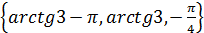 {arctg3 − π, arctg3, − π/4}